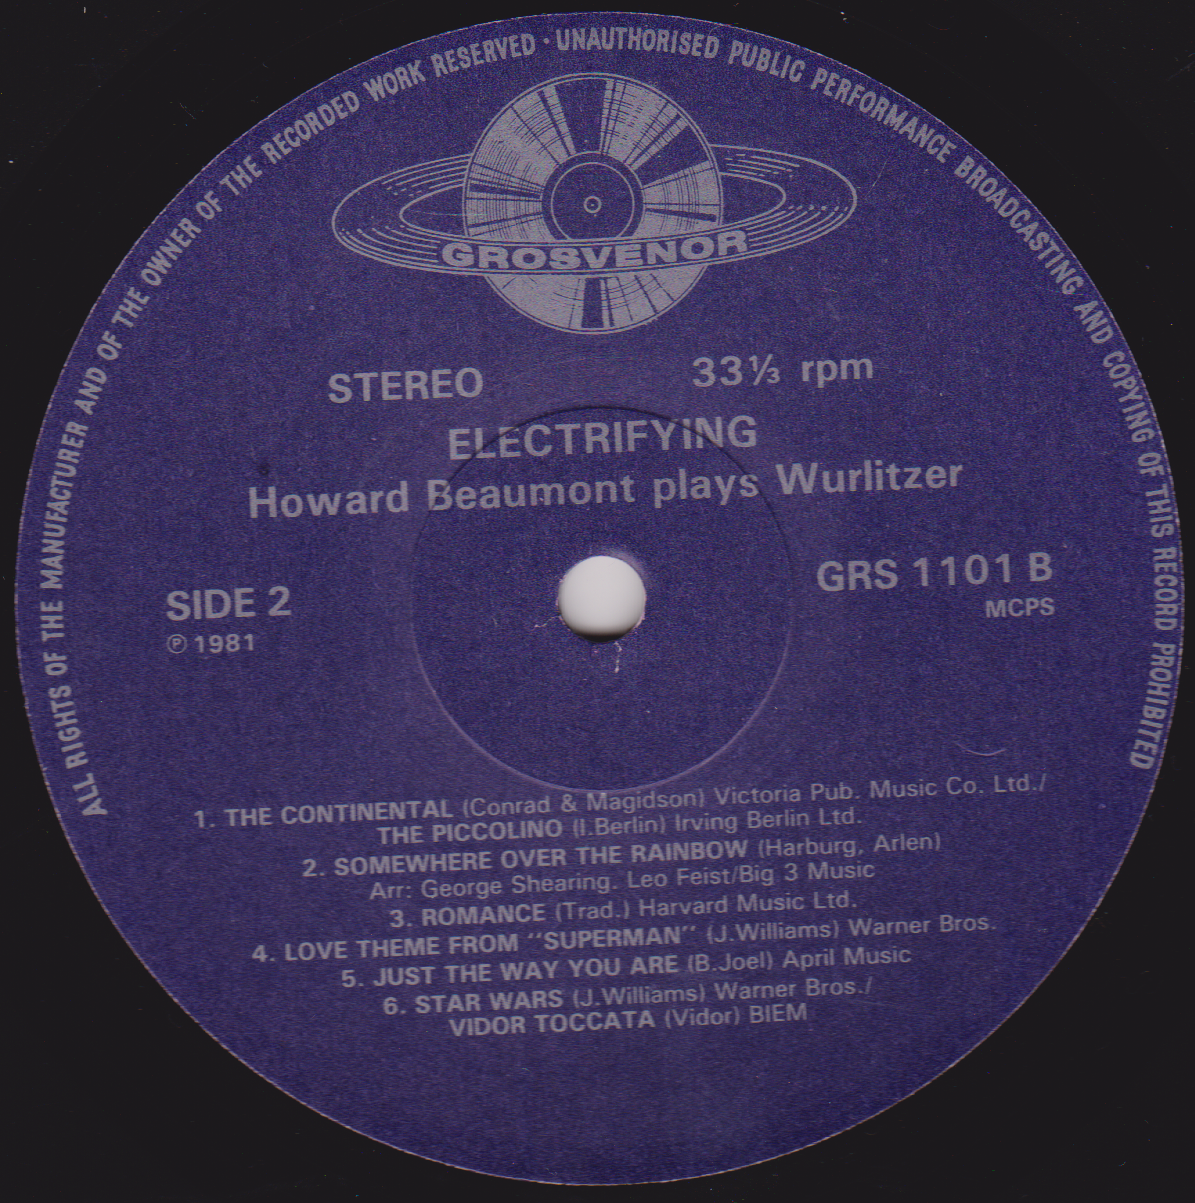 ALL RIGHTS OF THE MANUFACTURER AND OF THE OWNER OF THE RECORDED WORK RESERVED · UNAUTHORISED PUBLIC PERFORMANCE BROADCASTING AND COPYING OF THIS RECORD PROHIBITED
GROSVENOR
STEREO 33⅓ rpm
ELECTRIFYING
Howard Beaumont plays Wurlitzer
SIDE 2 GRS 1101 B
℗ 1981 MCPS
1. THE CONTINENTAL (Conrad & Magidson) Victoria Pub. Music Co. Ltd./
THE PICCOLINO (I.Berlin) Irving Berlin Ltd.
2. SOMEWHERE OVER THE RAINBOW (Harburg, Arlen)
Arr: George Shearing. Leo Feist/Big 3 Music
3. ROMANCE (Trad.) Harvard Music Ltd.
4. LOVE THEME FROM "SUPERMAN" (J.Williams) Warner Bros.
5. JUST THE WAY YOU ARE (B.Joel) April Music
6. STAR WARS (J.Williams) Warner Bros./
VIDOR TOCCATA (Vidor) BIEM